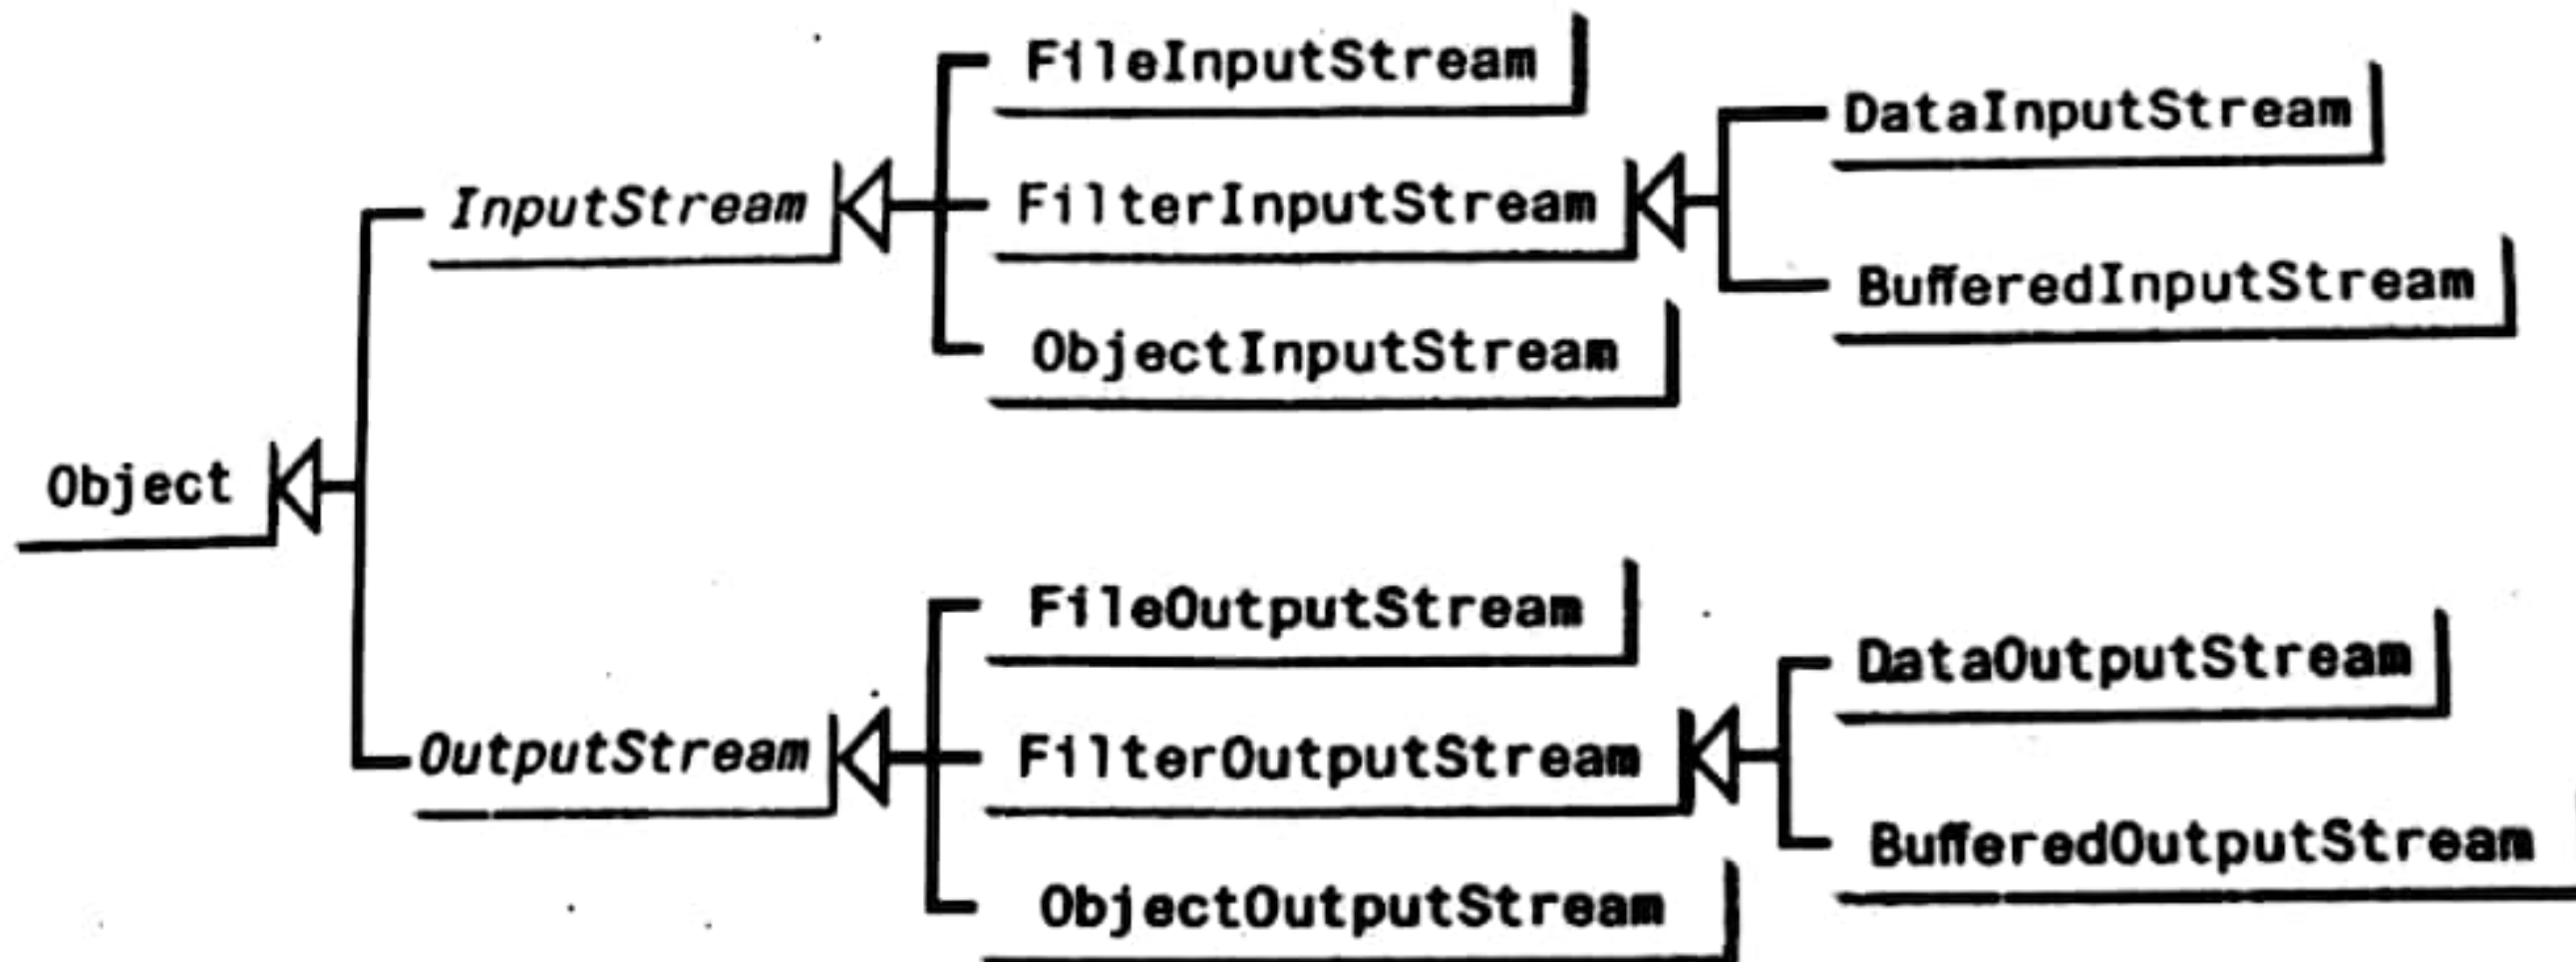 FileInputStream
DataInputStream
InputStream
FilterInputStream
BufferedInputStream
ObjectInputStream
Object
FileOutputStream
DataOutputStream
OutputStream
FilterOutputStream
BufferedOutputStream
ObjectOutputStream